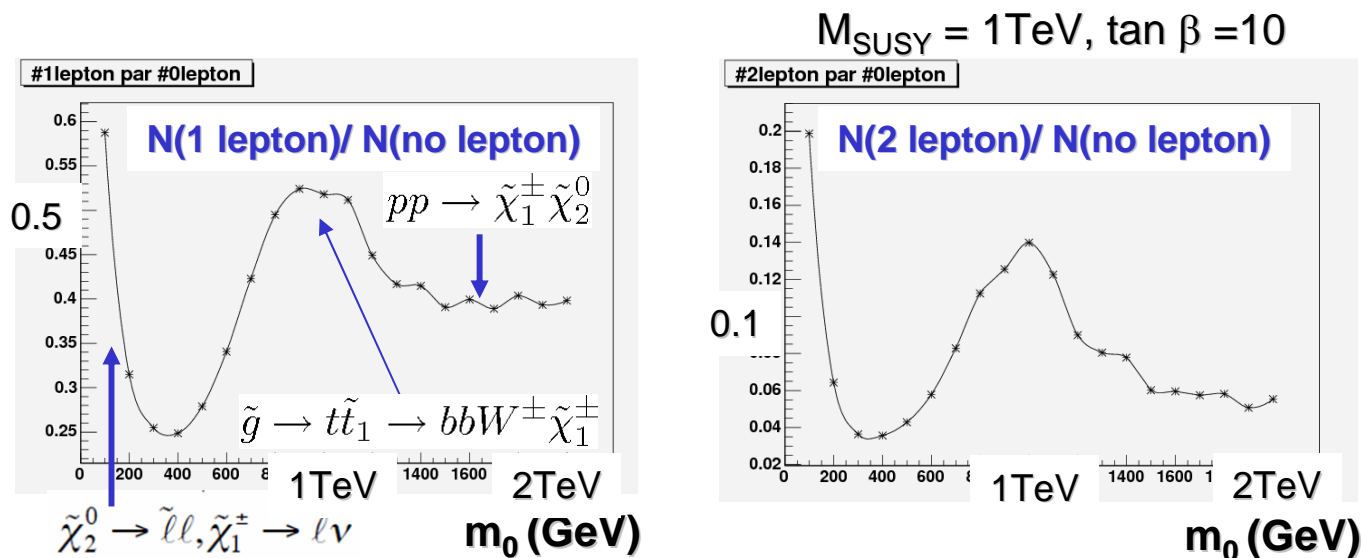 M_SUSY = 1TeV, tan β =10
#1lepton par #0lepton
N(1 lepton)/ N(no lepton)
0.6
0.55
0.5
0.45
0.4
0.35
0.3
0.25
pp → χ̃₁± χ̃₂⁰
g̃ → tt̃₁ → bbW± χ̃₁±
0 200 400 600 1TeV 1400 1600 2TeV
χ̃₂⁰ → ℓ̃ℓ, χ̃₁± → ℓν
m₀ (GeV)
#2lepton par #0lepton
N(2 lepton)/ N(no lepton)
0.2
0.18
0.16
0.14
0.12
0.1
0.06
0.04
0.02
0 200 400 600 1TeV 1400 1600 2TeV
m₀ (GeV)